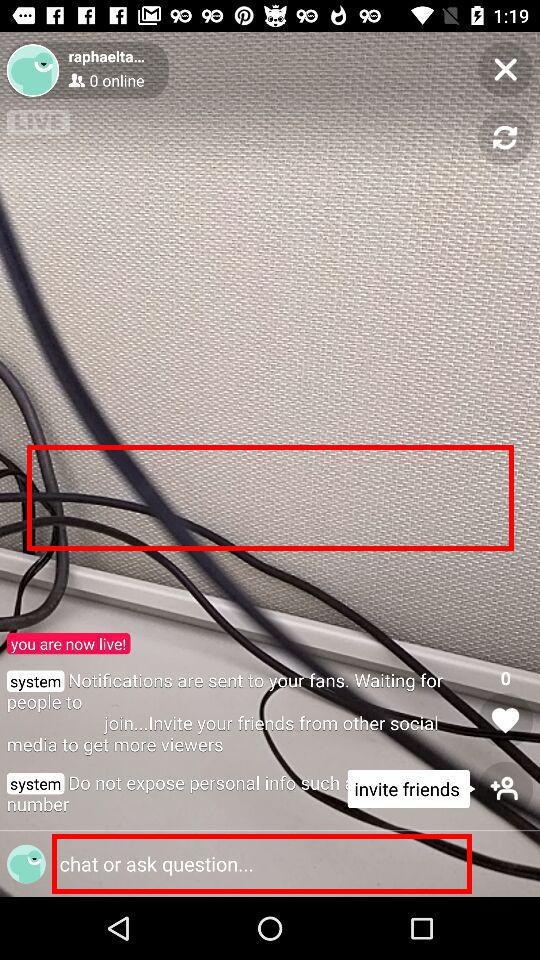 1:19
raphaelta...
0 online
LIVE
you are now live!
system Notifications are sent to your fans. Waiting for
people to
join...Invite your friends from other social
media to get more viewers
0
system Do not expose personal info such
number
invite friends
chat or ask question...